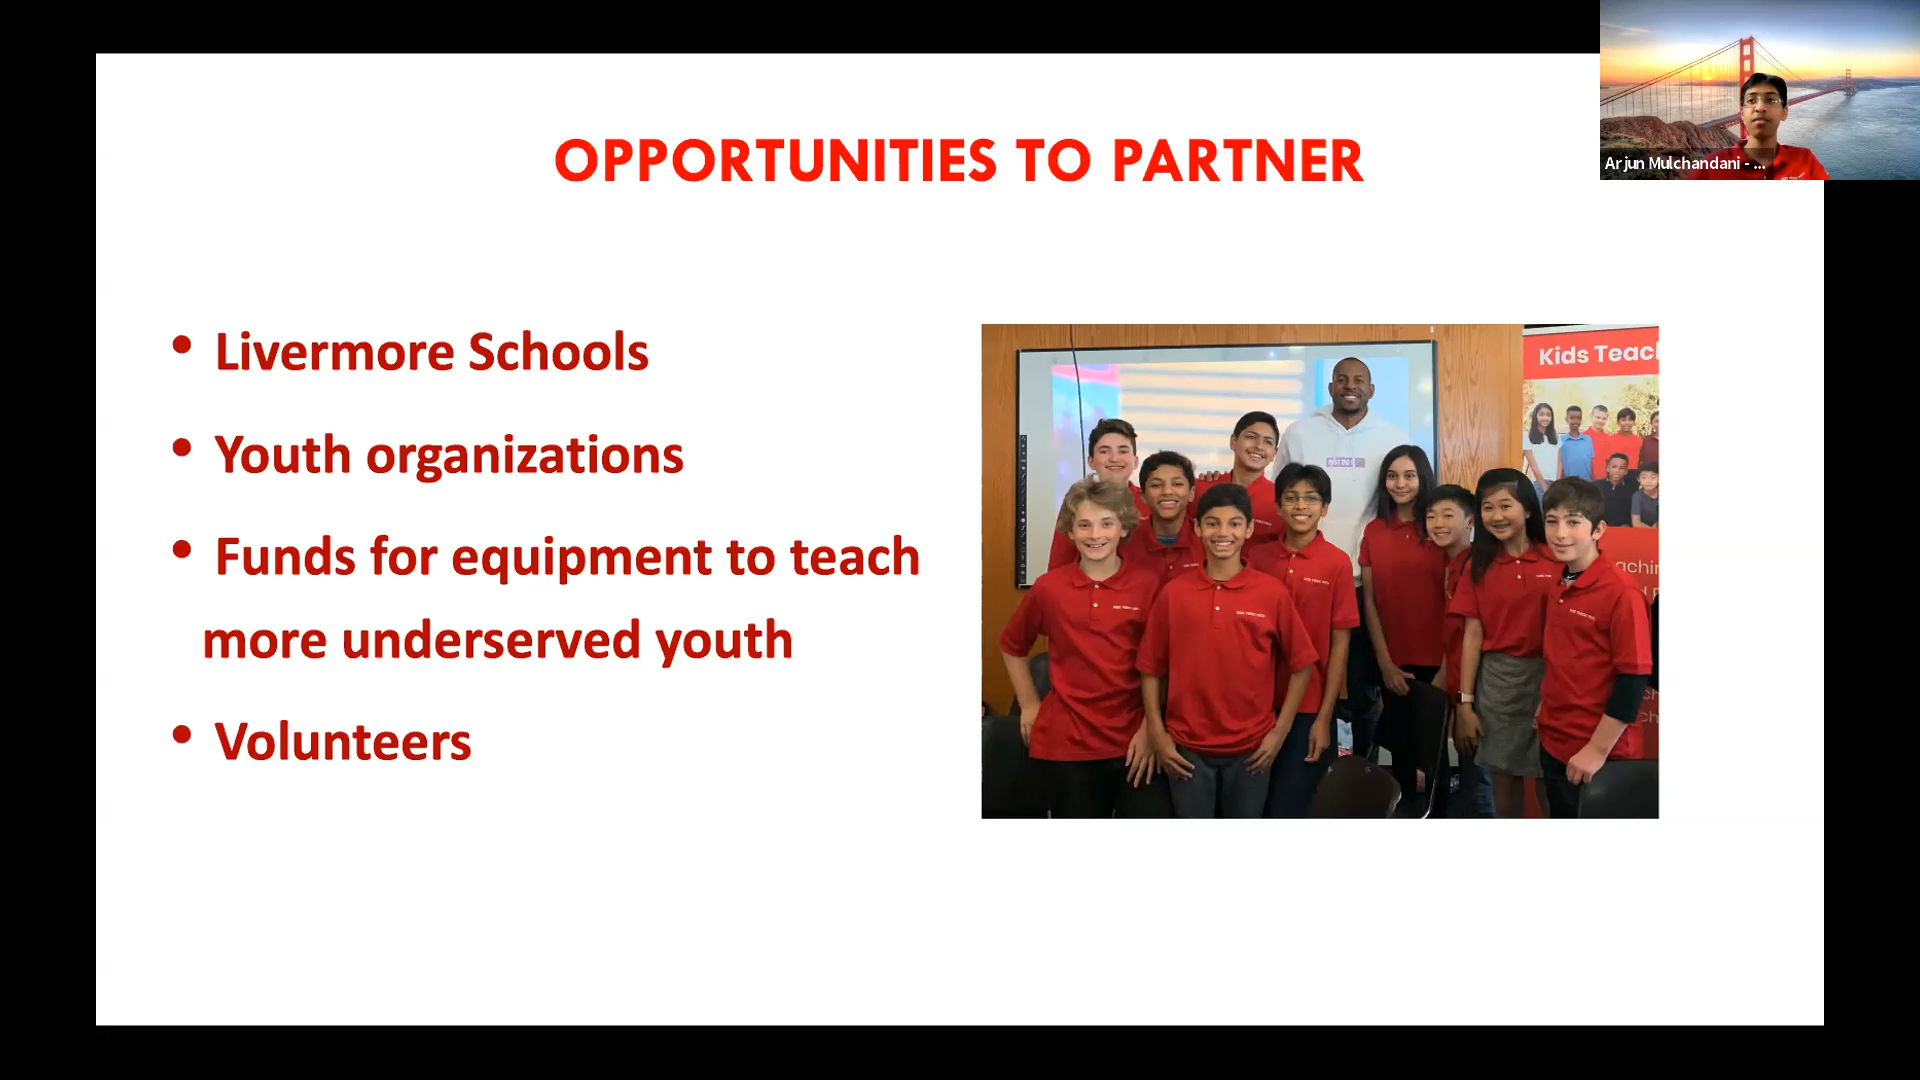 OPPORTUNITIES TO PARTNER
Arjun Mulchandani - ...
• Livermore Schools
• Youth organizations
• Funds for equipment to teach
more underserved youth
• Volunteers
Kids Teach